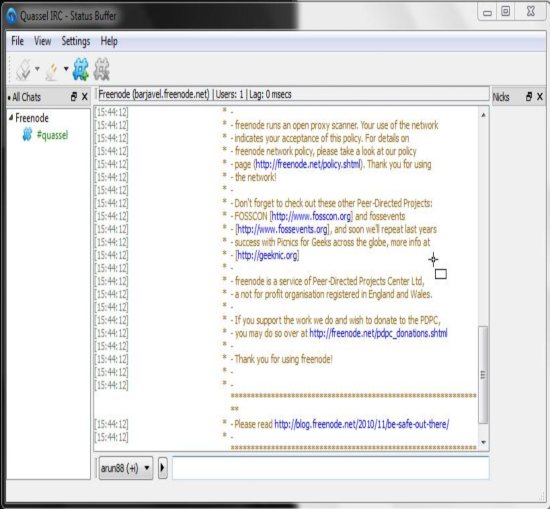 Quassel IRC - Status Buffer
File View Settings Help
All Chats
Freenode (barjavel.freenode.net) | Users: 1 | Lag: 0 msecs
Nicks
Freenode
#quassel
[15:44:12] * -
[15:44:12] * - freenode runs an open proxy scanner. Your use of the network
[15:44:12] * - indicates your acceptance of this policy. For details on
[15:44:12] * - freenode network policy, please take a look at our policy
[15:44:12] * - page (http://freenode.net/policy.shtml). Thank you for using
[15:44:12] * - the network!
[15:44:12] * -
[15:44:12] * - Don't forget to check out these other Peer-Directed Projects:
[15:44:12] * - FOSSCON [http://www.fosscon.org] and fossevents
[15:44:12] * - [http://www.fossevents.org], and soon we'll repeat last years
[15:44:12] * - success with Picnics for Geeks across the globe, more info at
[15:44:12] * - [http://geeknic.org]
[15:44:12] * -
[15:44:12] * - freenode is a service of Peer-Directed Projects Center Ltd,
[15:44:12] * - a not for profit organisation registered in England and Wales.
[15:44:12] * -
[15:44:12] * - If you support the work we do and wish to donate to the PDPC,
[15:44:12] * - you may do so over at http://freenode.net/pdpc_donations.shtml
[15:44:12] * -
[15:44:12] * - Thank you for using freenode!
[15:44:12] * -
[15:44:12] * -
**
[15:44:12] * - Please read http://blog.freenode.net/2010/11/be-safe-out-there/
[15:44:12] * -
arun88 (+i)